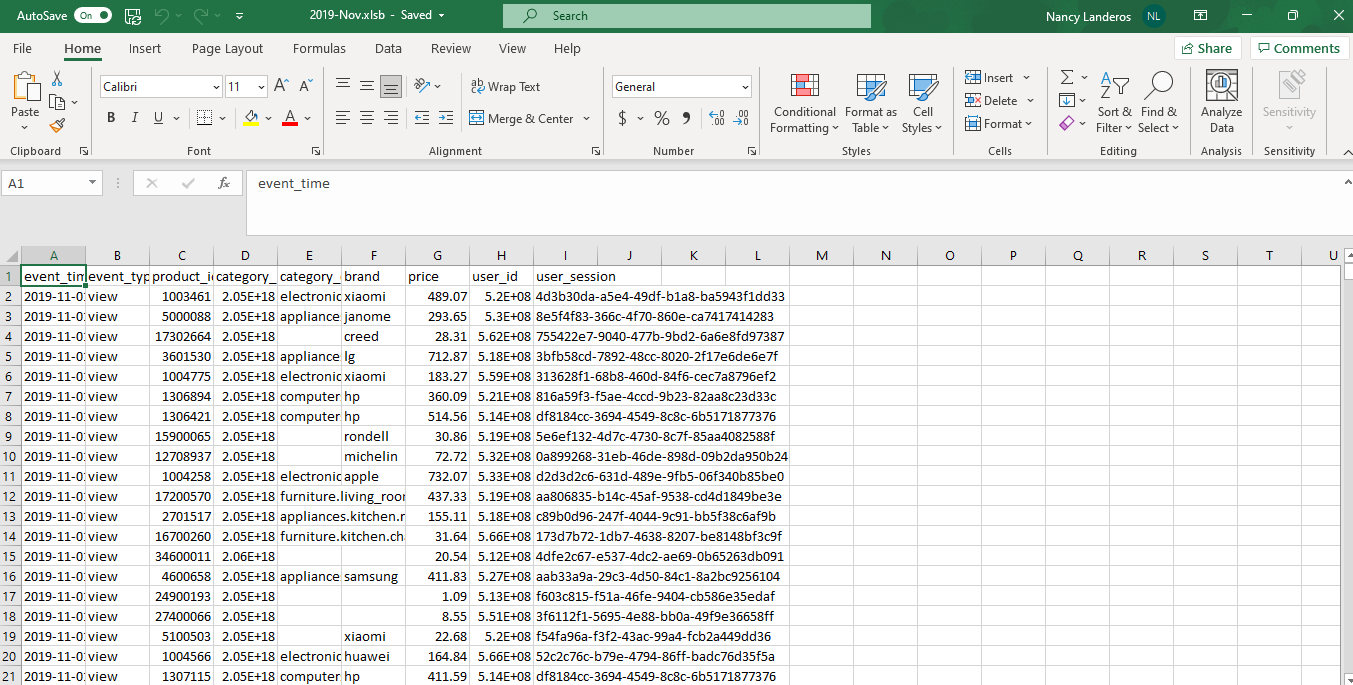 AutoSave On 2019-Nov.xlsb - Saved Search Nancy Landeros NL
File Home Insert Page Layout Formulas Data Review View Help Share Comments
Calibri 11 A A ab Wrap Text General Insert
Paste B I U A Merge & Center $ % 9 Conditional Formatting Format as Table Cell Styles Delete Format Sort & Filter Find & Select Analyze Data Sensitivity
Clipboard Font Alignment Number Styles Cells Editing Analysis Sensitivity
A1 fx event_time
A B C D E F G H I J K L M N O P Q R S T U
1 event_tim event_typ product_i category_ category_ brand price user_id user_session
2 2019-11-0 view 1003461 2.05E+18 electronic xiaomi 489.07 5.2E+08 4d3b30da-a5e4-49df-b1a8-ba5943f1dd33
3 2019-11-0 view 5000088 2.05E+18 appliance janome 293.65 5.3E+08 8e5f4f83-366c-4f70-860e-ca7417414283
4 2019-11-0 view 17302664 2.05E+18 creed 28.31 5.62E+08 755422e7-9040-477b-9bd2-6a6e8fd97387
5 2019-11-0 view 3601530 2.05E+18 appliance lg 712.87 5.18E+08 3bfb58cd-7892-48cc-8020-2f17e6de6e7f
6 2019-11-0 view 1004775 2.05E+18 electronic xiaomi 183.27 5.59E+08 313628f1-68b8-460d-84f6-cec7a8796ef2
7 2019-11-0 view 1306894 2.05E+18 computer hp 360.09 5.21E+08 816a59f3-f5ae-4ccd-9b23-82aa8c23d33c
8 2019-11-0 view 1306421 2.05E+18 computer hp 514.56 5.14E+08 df8184cc-3694-4549-8c8c-6b5171877376
9 2019-11-0 view 15900065 2.05E+18 rondell 30.86 5.19E+08 5e6ef132-4d7c-4730-8c7f-85aa4082588f
10 2019-11-0 view 12708937 2.05E+18 michelin 72.72 5.32E+08 0a899268-31eb-46de-898d-09b2da950b24
11 2019-11-0 view 1004258 2.05E+18 electronic apple 732.07 5.33E+08 d2d3d2c6-631d-489e-9fb5-06f340b85be0
12 2019-11-0 view 17200570 2.05E+18 furniture.living_roor 437.33 5.19E+08 aa806835-b14c-45af-9538-cd4d1849be3e
13 2019-11-0 view 2701517 2.05E+18 appliances.kitchen.r 155.11 5.18E+08 c89b0d96-247f-4044-9c91-bb5f38c6af9b
14 2019-11-0 view 16700260 2.05E+18 furniture.kitchen.ch 31.64 5.66E+08 173d7b72-1db7-4638-8207-be8148bf3c9f
15 2019-11-0 view 34600011 2.06E+18 20.54 5.12E+08 4dfe2c67-e537-4dc2-ae69-0b65263db091
16 2019-11-0 view 4600658 2.05E+18 appliance samsung 411.83 5.27E+08 aab33a9a-29c3-4d50-84c1-8a2bc9256104
17 2019-11-0 view 24900193 2.05E+18 1.09 5.13E+08 f603c815-f51a-46fe-9404-cb586e35edaf
18 2019-11-0 view 27400066 2.05E+18 8.55 5.51E+08 3f6112f1-5695-4e88-bb0a-49f9e36658ff
19 2019-11-0 view 5100503 2.05E+18 xiaomi 22.68 5.2E+08 f54fa96a-f3f2-43ac-99a4-fcb2a449dd36
20 2019-11-0 view 1004566 2.05E+18 electronic huawei 164.84 5.66E+08 52c2c76c-b79e-4794-86ff-badc76d35f5a
21 2019-11-0 view 1307115 2.05E+18 computer hp 411.59 5.14E+08 df8184cc-3694-4549-8c8c-6b5171877376